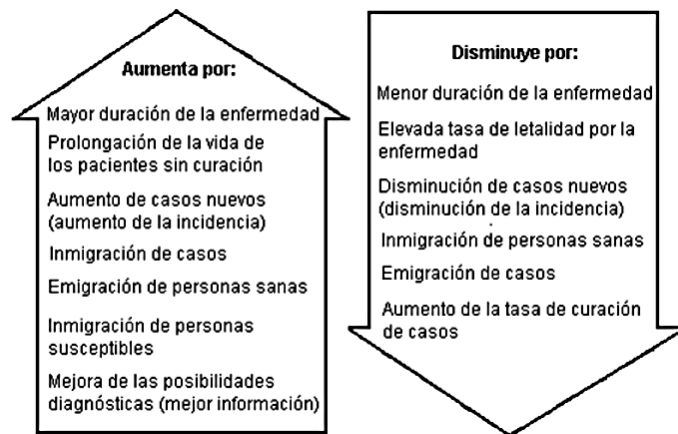 Aumenta por:
Mayor duración de la enfermedad
Prolongación de la vida de
los pacientes sin curación
Aumento de casos nuevos
(aumento de la incidencia)
Inmigración de casos
Emigración de personas sanas
Inmigración de personas
susceptibles
Mejora de las posibilidades
diagnósticas (mejor información)
Disminuye por:
Menor duración de la enfermedad
Elevada tasa de letalidad por la
enfermedad
Disminución de casos nuevos
(disminución de la incidencia)
Inmigración de personas sanas
Emigración de casos
Aumento de la tasa de curación
de casos